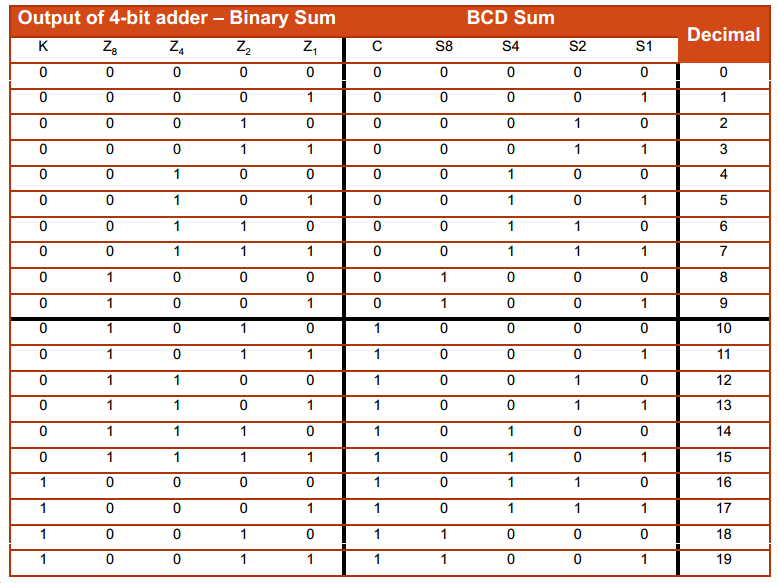 Output of 4-bit adder – Binary Sum BCD Sum Decimal
K Z8 Z4 Z2 Z1 C S8 S4 S2 S1
0 0 0 0 0 0 0 0 0 0 0
0 0 0 0 1 0 0 0 0 1 1
0 0 0 1 0 0 0 0 1 0 2
0 0 0 1 1 0 0 0 1 1 3
0 0 1 0 0 0 0 1 0 0 4
0 0 1 0 1 0 0 1 0 1 5
0 0 1 1 0 0 0 1 1 0 6
0 0 1 1 1 0 0 1 1 1 7
0 1 0 0 0 0 1 0 0 0 8
0 1 0 0 1 0 1 0 0 1 9
0 1 0 1 0 1 0 0 0 0 10
0 1 0 1 1 1 0 0 0 1 11
0 1 1 0 0 1 0 0 1 0 12
0 1 1 0 1 1 0 0 1 1 13
0 1 1 1 0 1 0 1 0 0 14
0 1 1 1 1 1 0 1 0 1 15
1 0 0 0 0 1 0 1 1 0 16
1 0 0 0 1 1 0 1 1 1 17
1 0 0 1 0 1 1 0 0 0 18
1 0 0 1 1 1 1 0 0 1 19